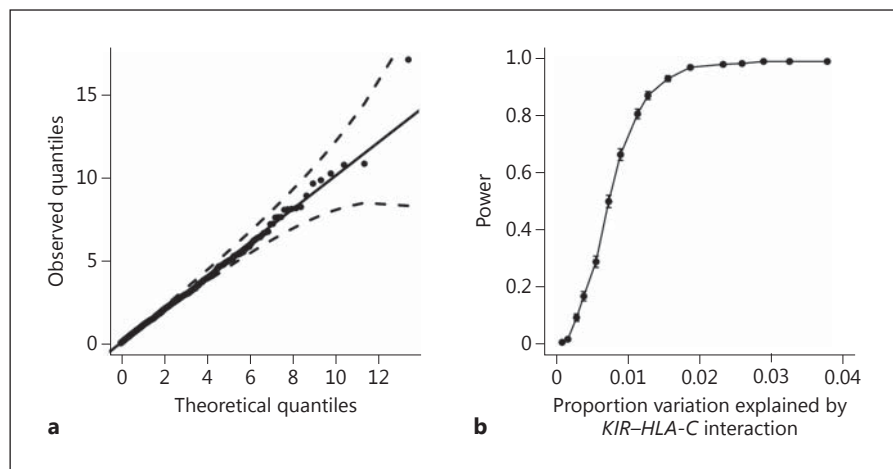 15
10
5
0
Observed quantiles
0 2 4 6 8 10 12
Theoretical quantiles
a
1.0
0.8
0.6
0.4
0.2
0
Power
0 0.01 0.02 0.03 0.04
Proportion variation explained by
KIR–HLA-C interaction
b